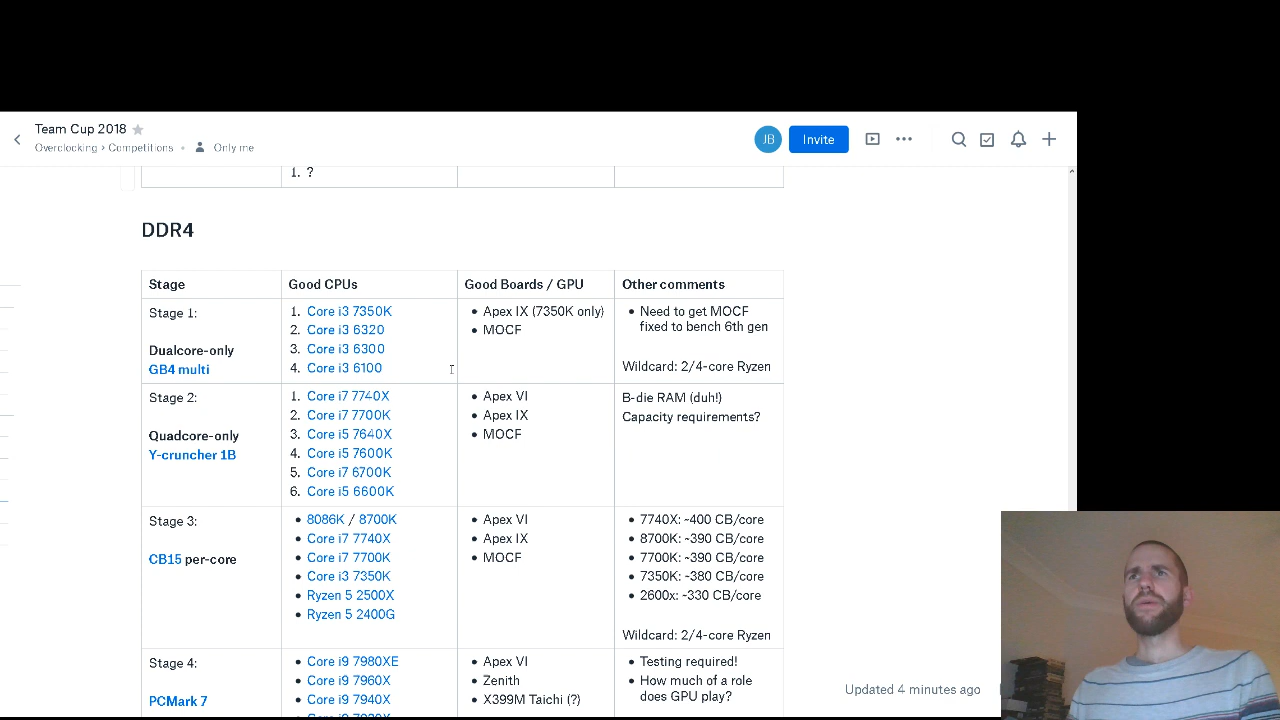 Team Cup 2018
Overclocking > Competitions • Only me
JB
Invite
1. ?
DDR4
Stage
Good CPUs
Good Boards / GPU
Other comments
Stage 1:
Dualcore-only
GB4 multi
1. Core i3 7350K
2. Core i3 6320
3. Core i3 6300
4. Core i3 6100
• Apex IX (7350K only)
• MOCF
• Need to get MOCF
fixed to bench 6th gen
Wildcard: 2/4-core Ryzen
Stage 2:
Quadcore-only
Y-cruncher 1B
1. Core i7 7740X
2. Core i7 7700K
3. Core i5 7640X
4. Core i5 7600K
5. Core i7 6700K
6. Core i5 6600K
• Apex VI
• Apex IX
• MOCF
B-die RAM (duh!)
Capacity requirements?
Stage 3:
CB15 per-core
• 8086K / 8700K
• Core i7 7740X
• Core i7 7700K
• Core i3 7350K
• Ryzen 5 2500X
• Ryzen 5 2400G
• Apex VI
• Apex IX
• MOCF
• 7740X: ~400 CB/core
• 8700K: ~390 CB/core
• 7700K: ~390 CB/core
• 7350K: ~380 CB/core
• 2600x: ~330 CB/core
Wildcard: 2/4-core Ryzen
Stage 4:
PCMark 7
• Core i9 7980XE
• Core i9 7960X
• Core i9 7940X
• Apex VI
• Zenith
• X399M Taichi (?)
• Testing required!
• How much of a role
does GPU play?
Updated 4 minutes ago